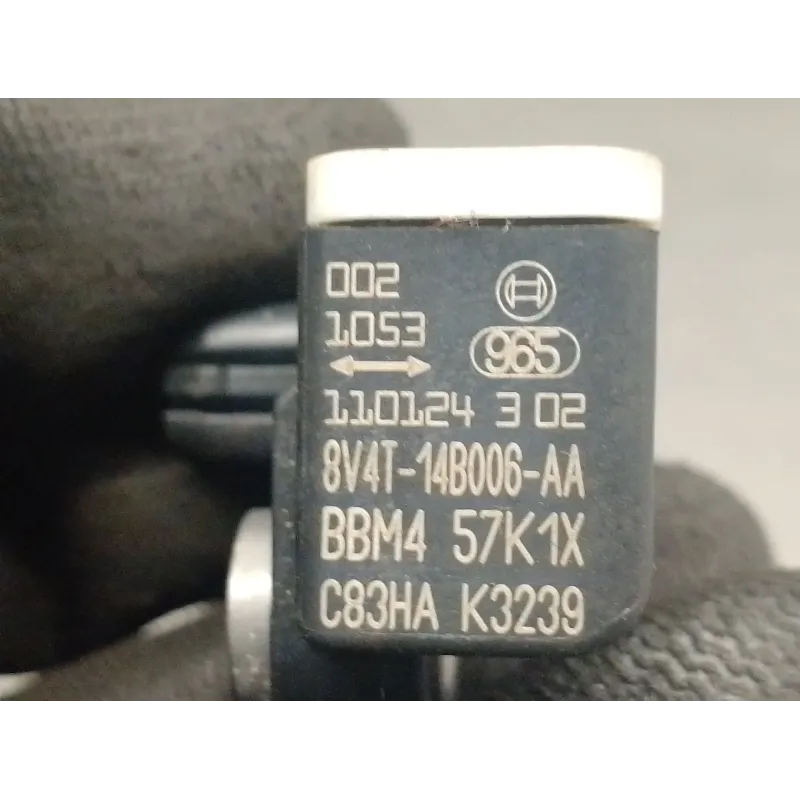 002
1053
965
110124 3 02
8V4T-14B006-AA
BBM4 57K1X
C83HA K3239